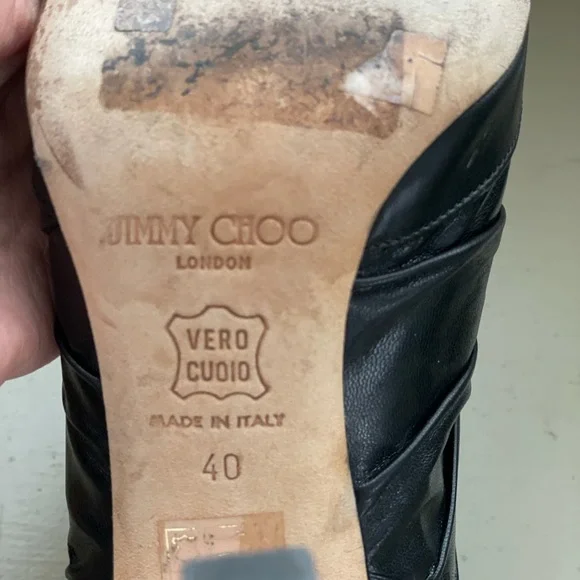 JIMMY CHOO
LONDON
VERO
CUOIO
MADE IN ITALY
40